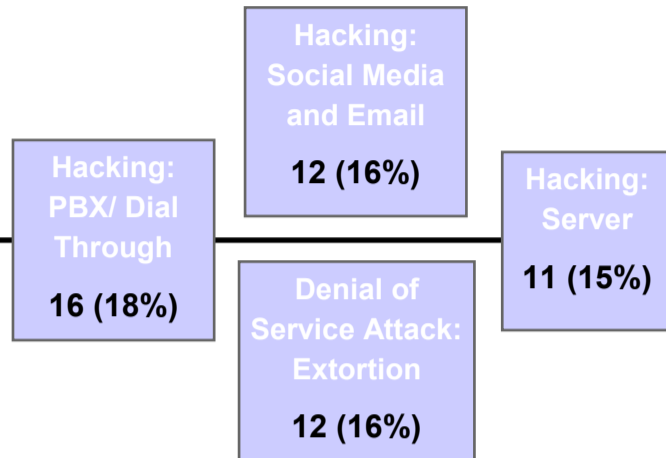 Hacking:
Social Media
and Email
12 (16%)
Hacking:
PBX/ Dial
Through
16 (18%)
Hacking:
Server
11 (15%)
Denial of
Service Attack:
Extortion
12 (16%)